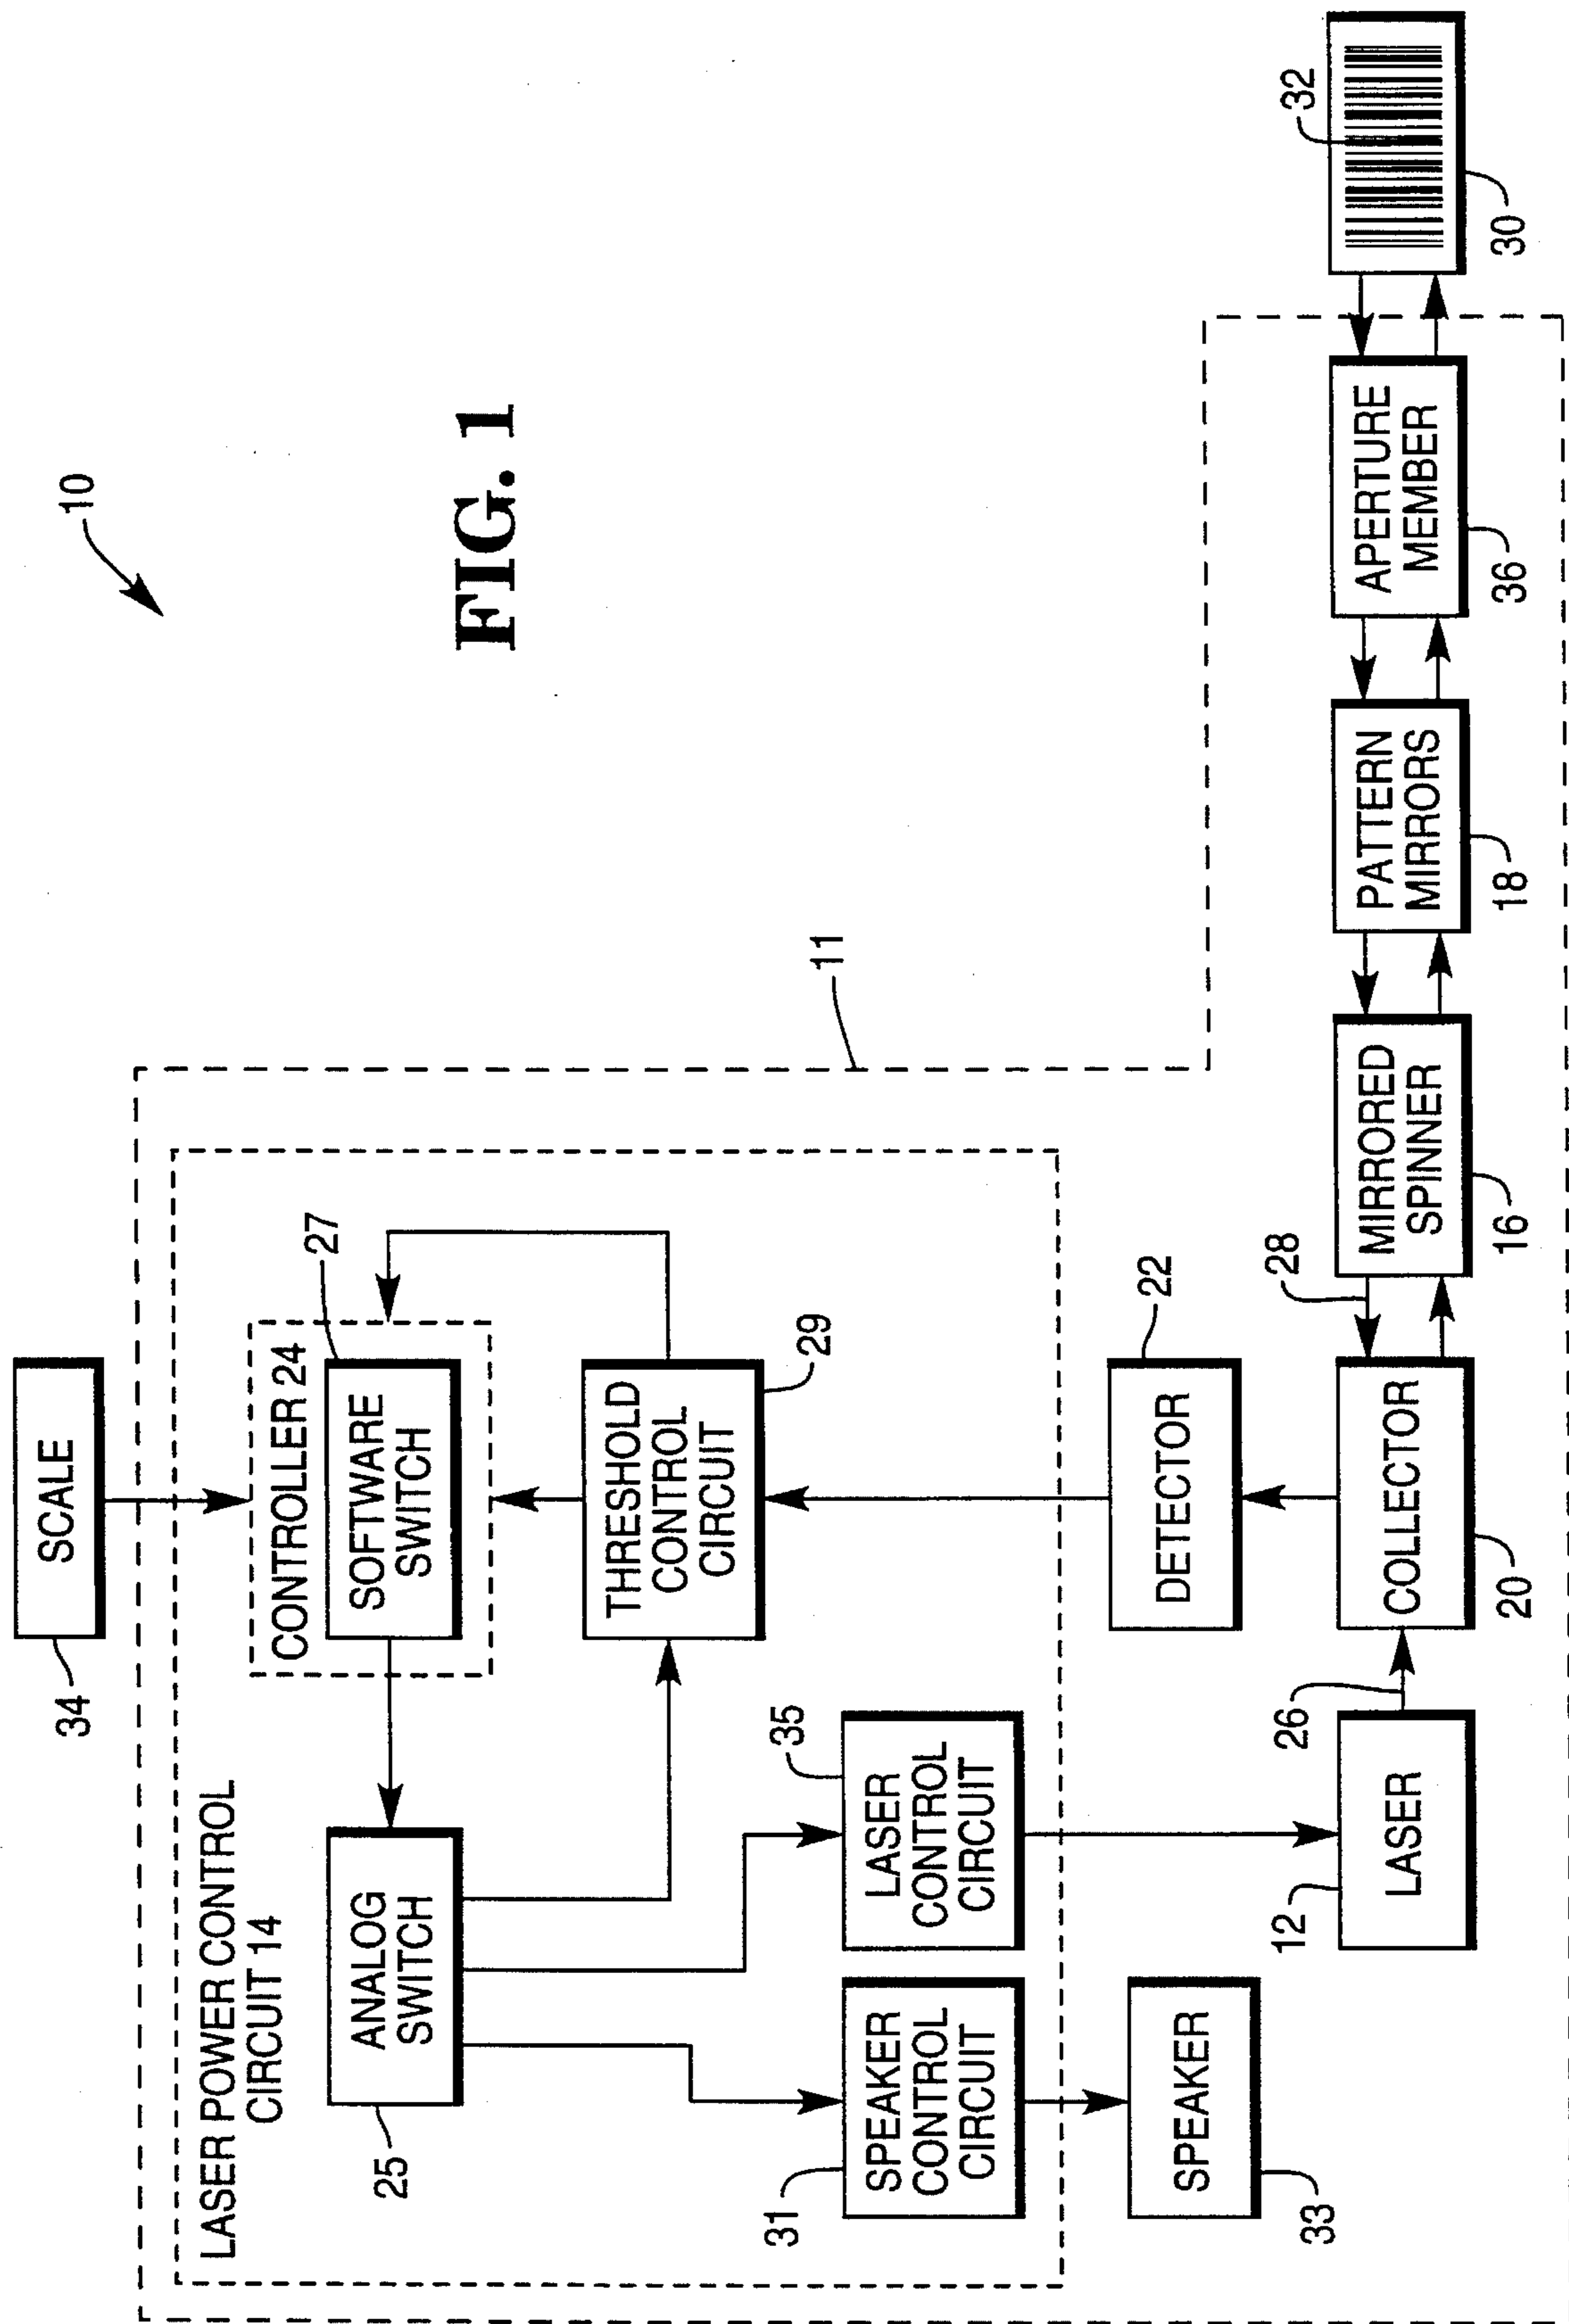 10
FIG. 1
SCALE
34
11
LASER POWER CONTROL
CIRCUIT 14
CONTROLLER 24
27
SOFTWARE
SWITCH
ANALOG
SWITCH
25
THRESHOLD
CONTROL
CIRCUIT
29
SPEAKER
CONTROL
CIRCUIT
31
LASER
CONTROL
CIRCUIT
35
SPEAKER
33
DETECTOR
22
LASER
12
26
COLLECTOR
20
28
MIRRORED
SPINNER
16
PATTERN
MIRRORS
18
APERTURE
MEMBER
36
32
30